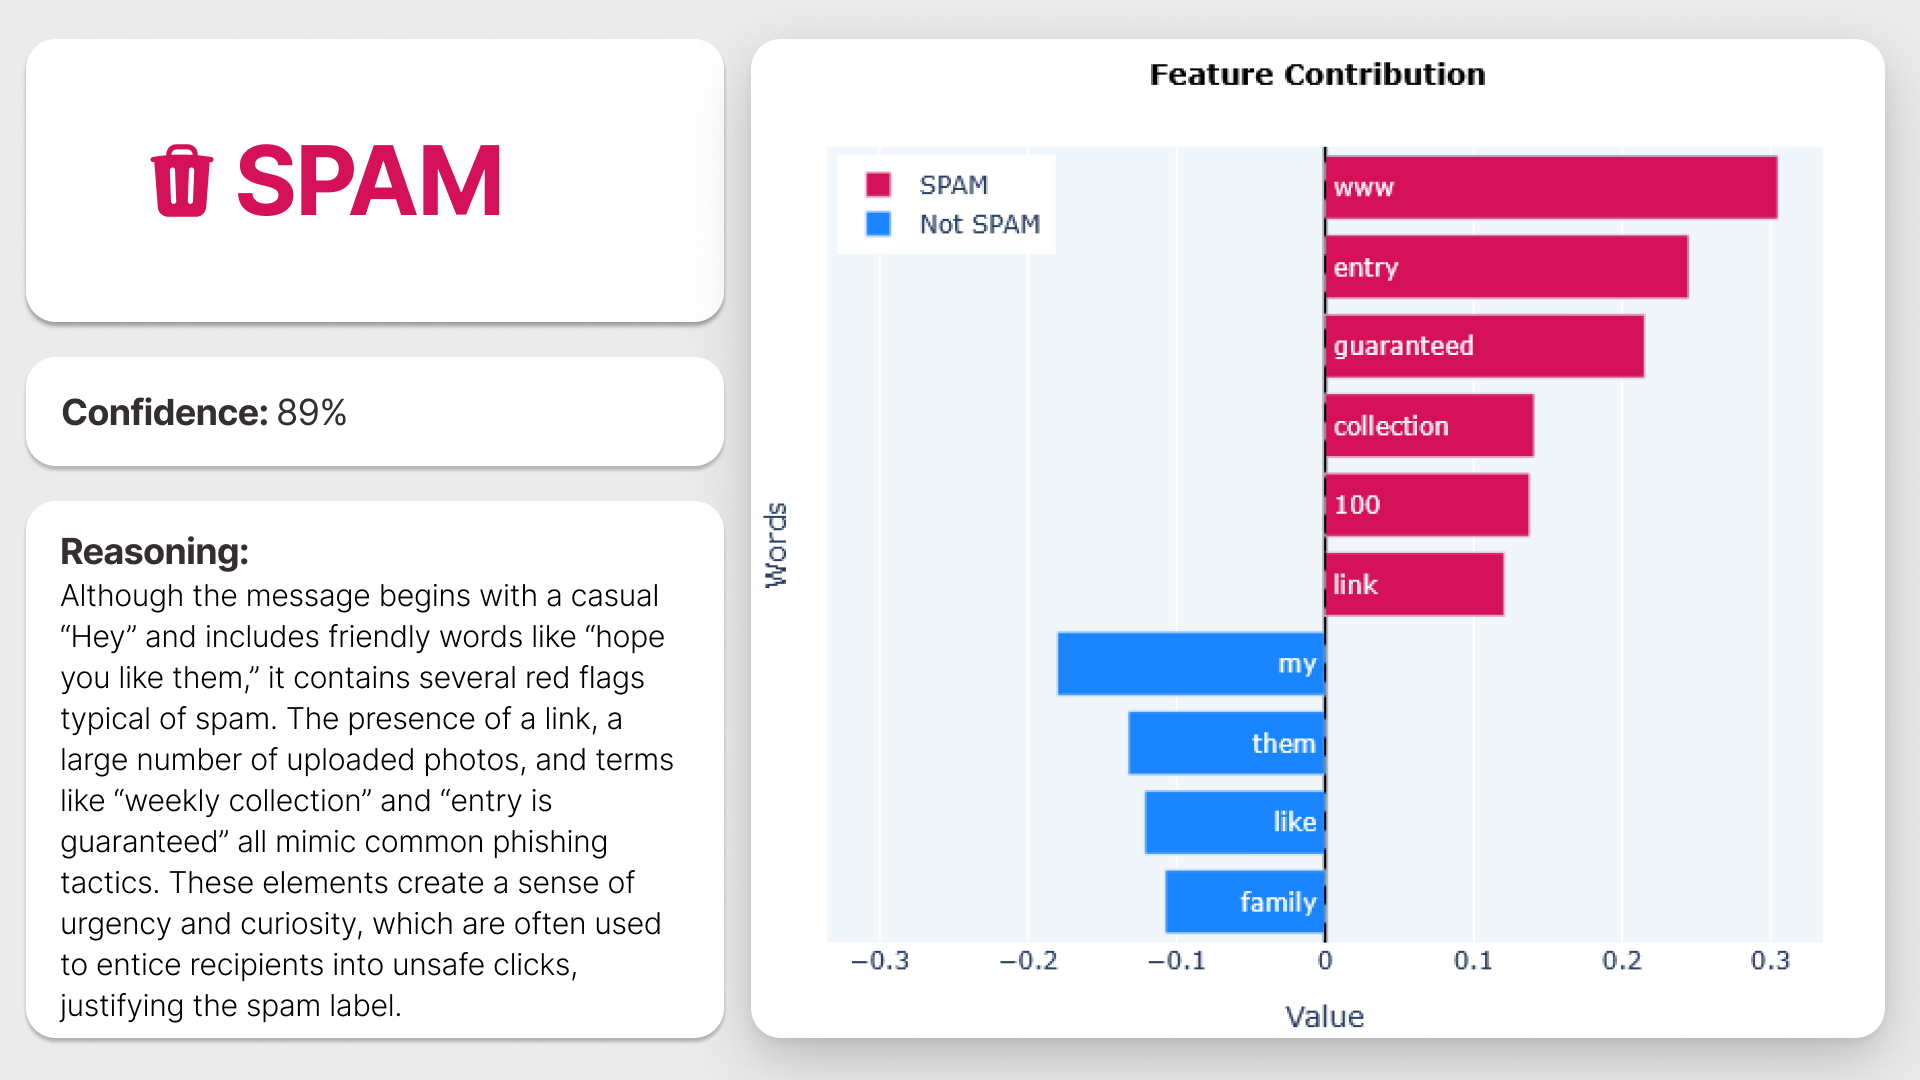 SPAM
Confidence: 89%
Reasoning:
Although the message begins with a casual
“Hey” and includes friendly words like “hope
you like them,” it contains several red flags
typical of spam. The presence of a link, a
large number of uploaded photos, and terms
like “weekly collection” and “entry is
guaranteed” all mimic common phishing
tactics. These elements create a sense of
urgency and curiosity, which are often used
to entice recipients into unsafe clicks,
justifying the spam label.
Feature Contribution
SPAM
Not SPAM
www
entry
guaranteed
collection
100
link
my
them
like
family
Words
−0.3 −0.2 −0.1 0 0.1 0.2 0.3
Value